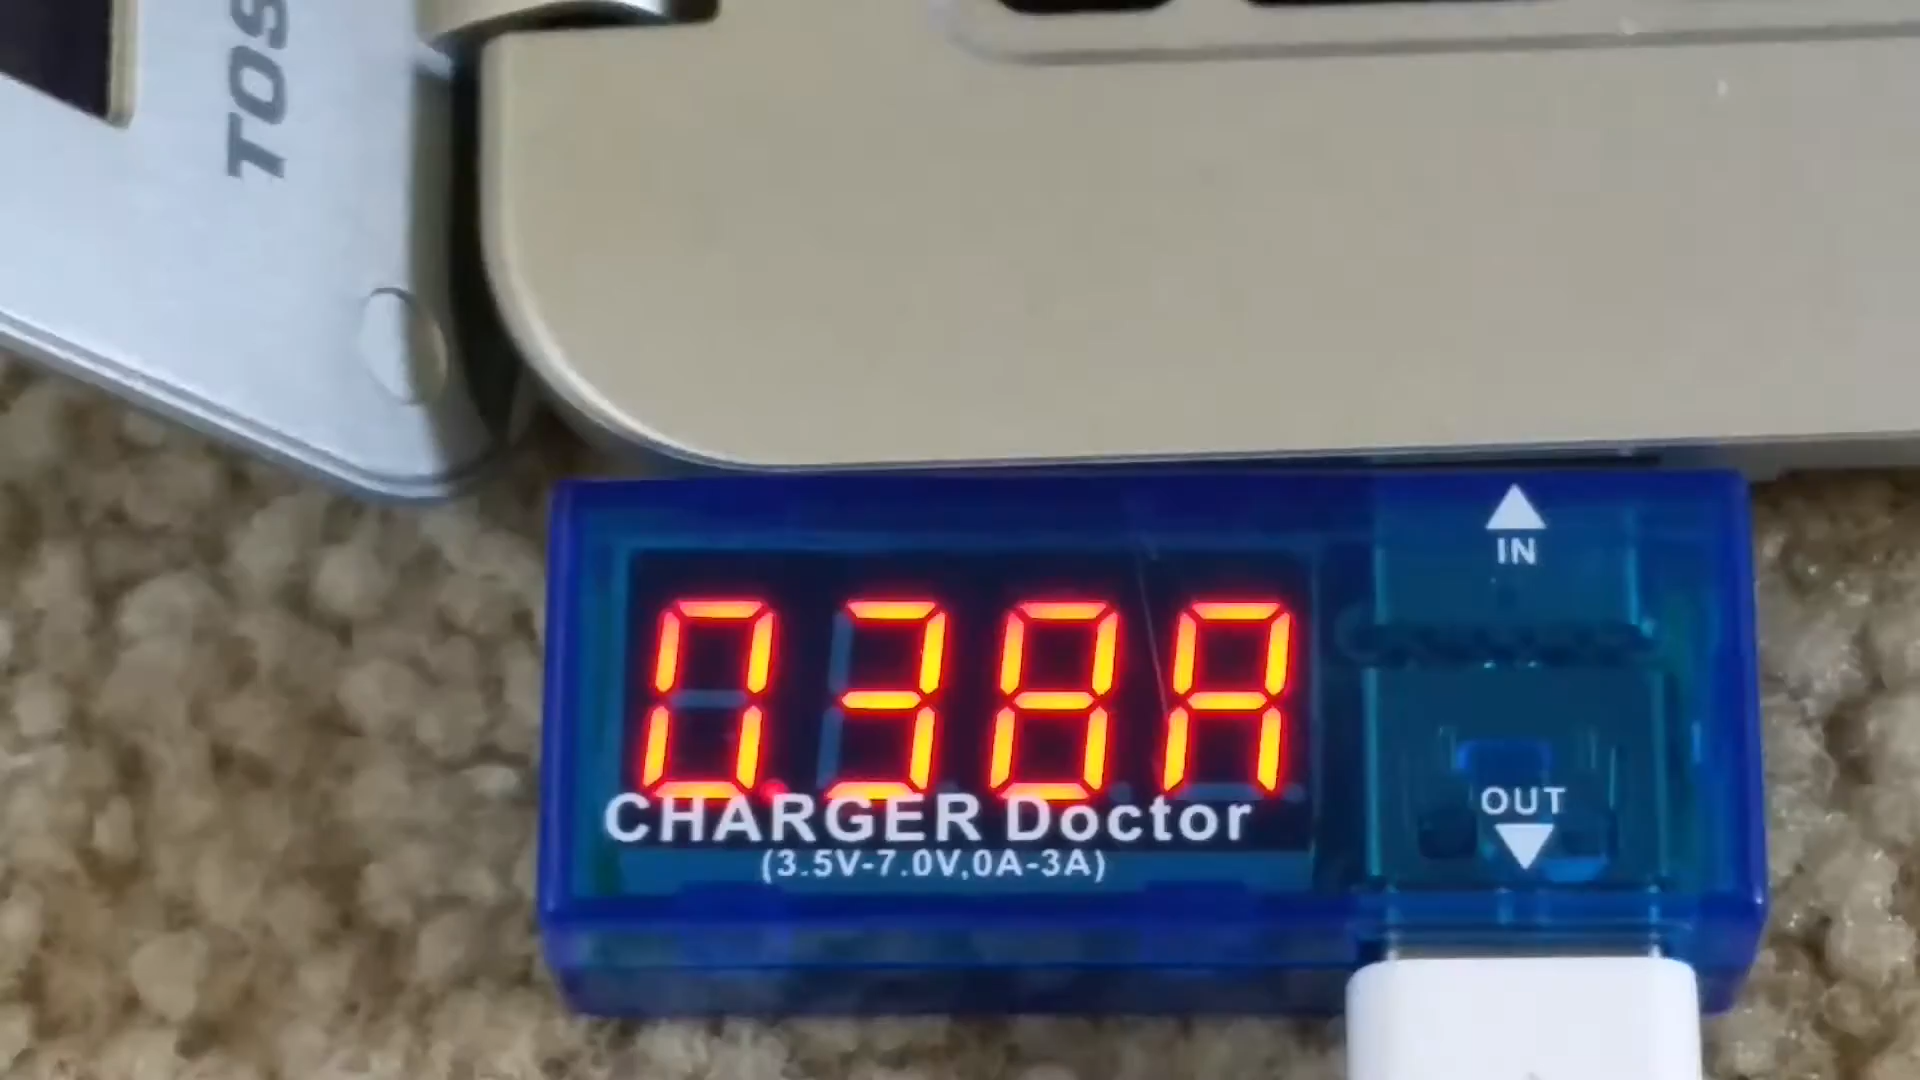 TOS
IN
0.38A
OUT
CHARGER Doctor
(3.5V-7.0V,0A-3A)